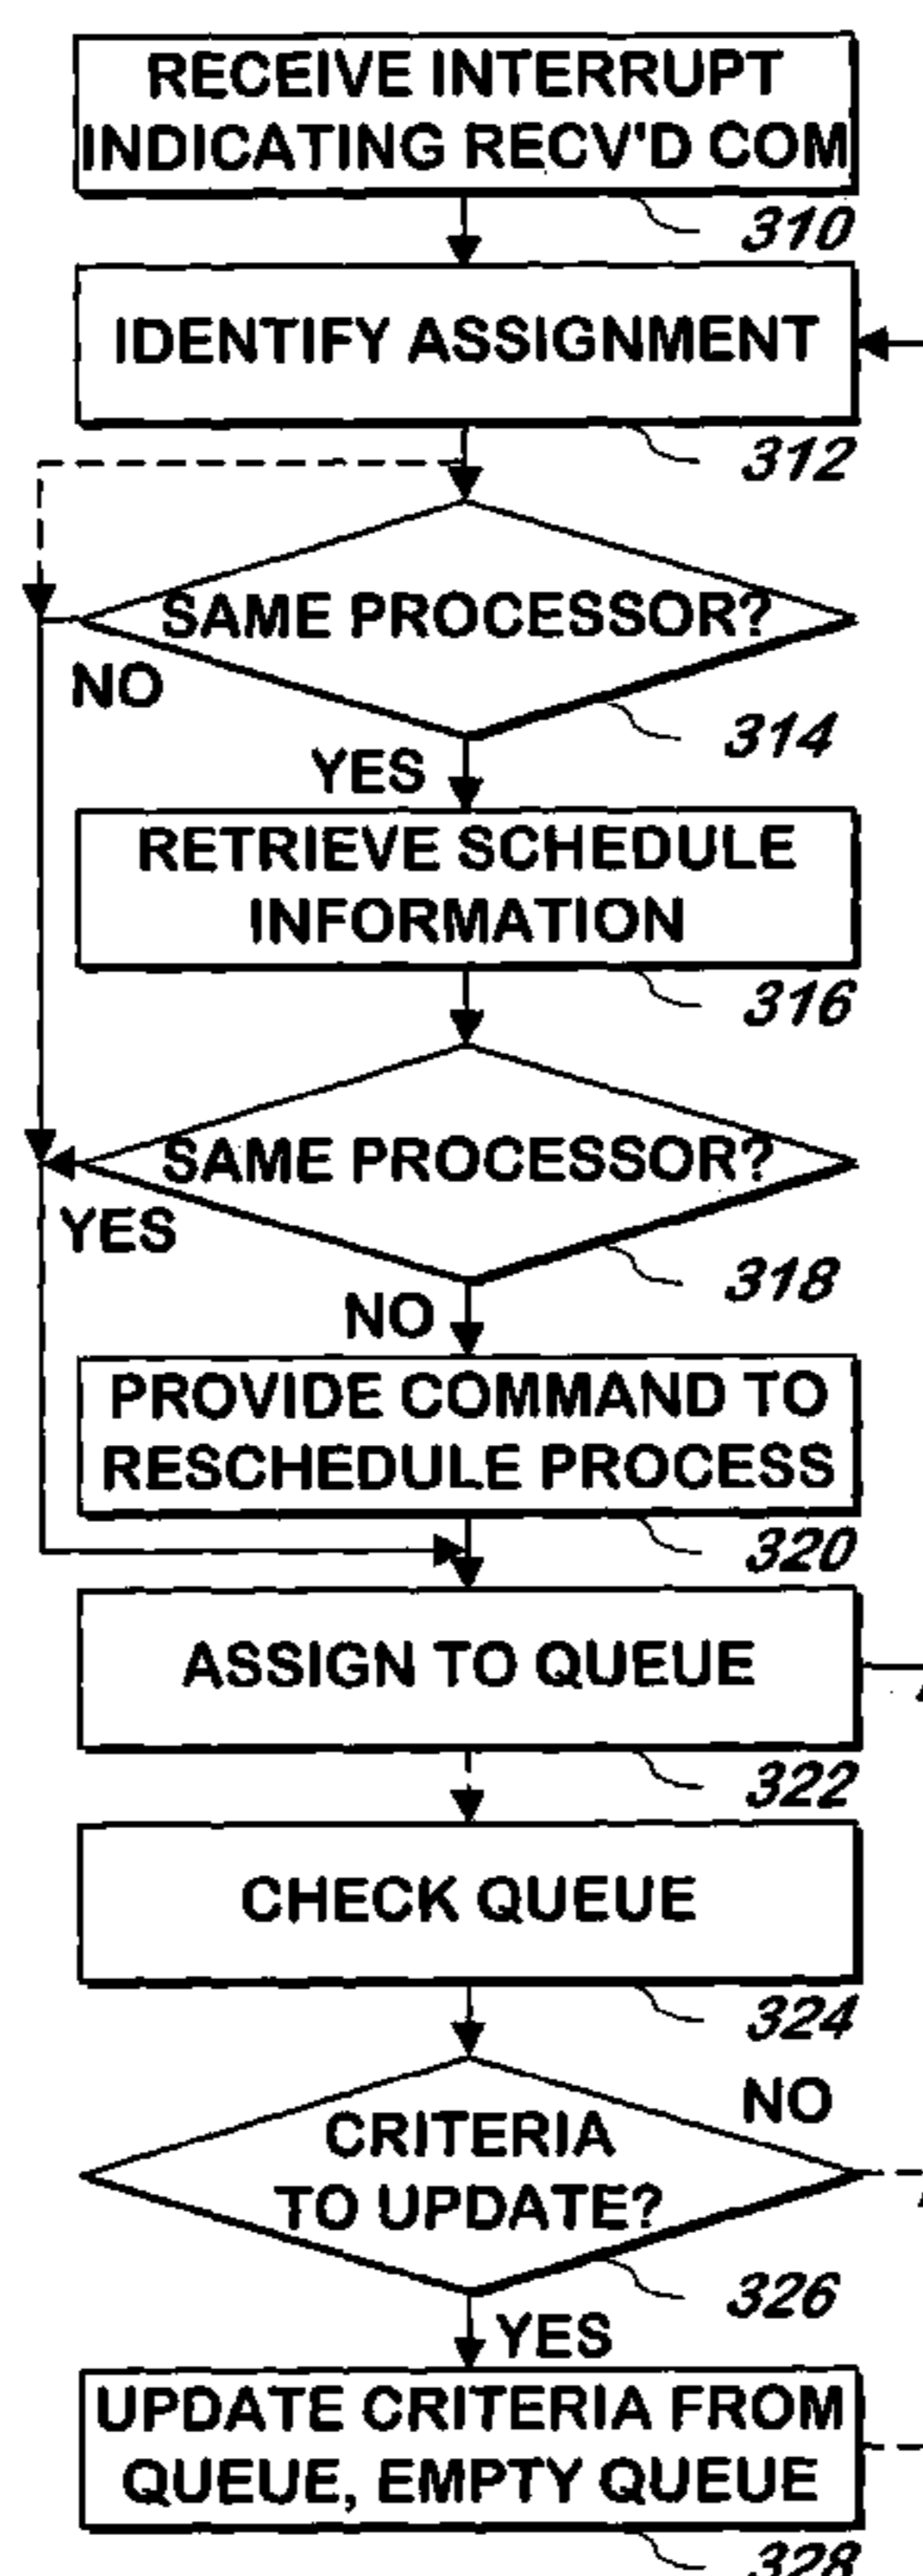 RECEIVE INTERRUPT
INDICATING RECV'D COM
310
IDENTIFY ASSIGNMENT
312
SAME PROCESSOR?
NO
314
YES
RETRIEVE SCHEDULE
INFORMATION
316
SAME PROCESSOR?
YES
318
NO
PROVIDE COMMAND TO
RESCHEDULE PROCESS
320
ASSIGN TO QUEUE
322
CHECK QUEUE
324
NO
CRITERIA
TO UPDATE?
326
YES
UPDATE CRITERIA FROM
QUEUE, EMPTY QUEUE
328